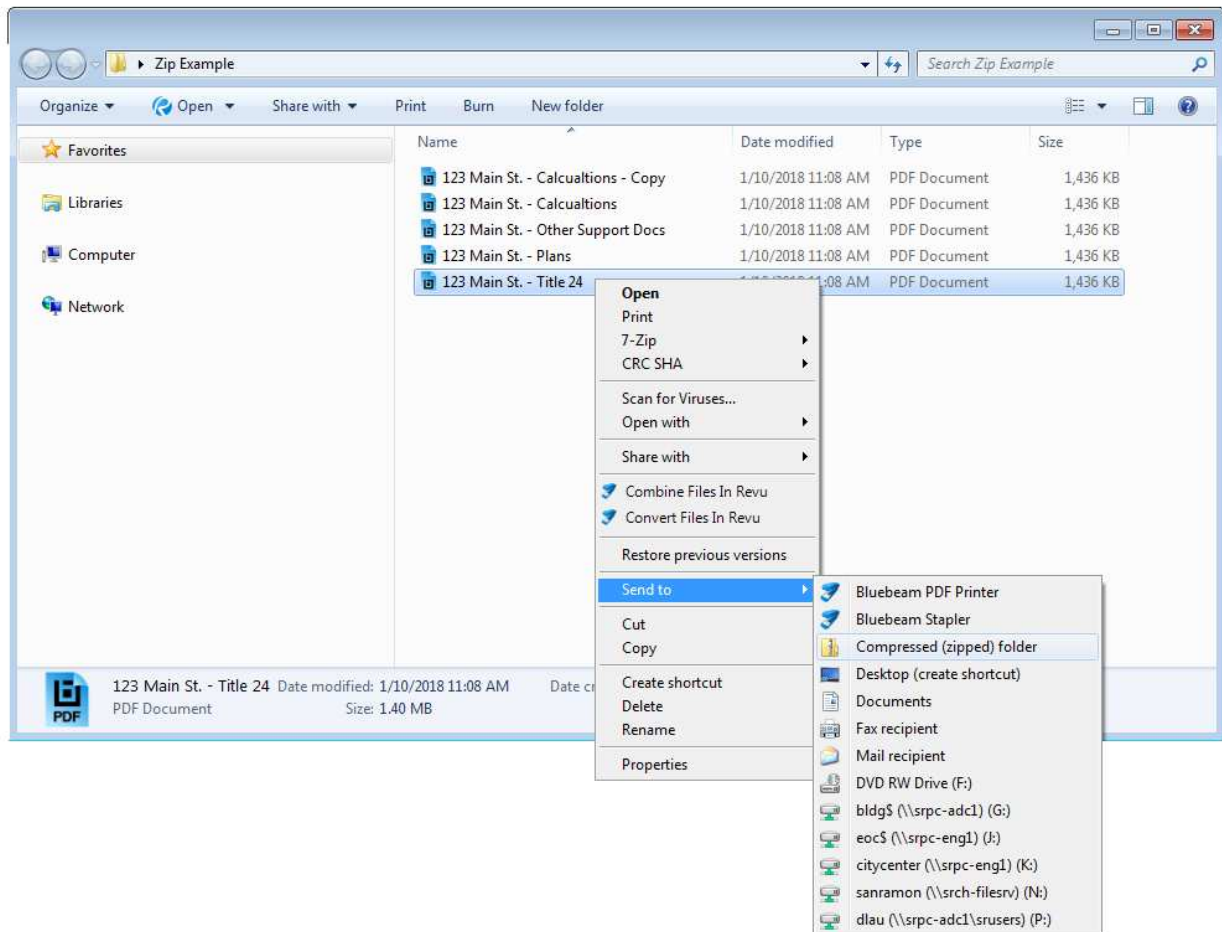 Zip Example
Search Zip Example
Organize Open Share with Print Burn New folder
Name Date modified Type Size
Favorites
Libraries
Computer
Network
123 Main St. - Calcualtions - Copy 1/10/2018 11:08 AM PDF Document 1,436 KB
123 Main St. - Calcualtions 1/10/2018 11:08 AM PDF Document 1,436 KB
123 Main St. - Other Support Docs 1/10/2018 11:08 AM PDF Document 1,436 KB
123 Main St. - Plans 1/10/2018 11:08 AM PDF Document 1,436 KB
123 Main St. - Title 24 :08 AM PDF Document 1,436 KB
Open
Print
7-Zip
CRC SHA
Scan for Viruses...
Open with
Share with
Combine Files In Revu
Convert Files In Revu
Restore previous versions
Send to
Cut
Copy
Create shortcut
Delete
Rename
Properties
Bluebeam PDF Printer
Bluebeam Stapler
Compressed (zipped) folder
Desktop (create shortcut)
Documents
Fax recipient
Mail recipient
DVD RW Drive (F:)
bldg$ (\\srpc-adc1) (G:)
eoc$ (\\srpc-eng1) (J:)
citycenter (\\srpc-eng1) (K:)
sanramon (\\srch-filesrv) (N:)
dlau (\\srpc-adc1\srusers) (P:)
PDF
123 Main St. - Title 24 Date modified: 1/10/2018 11:08 AM Date
PDF Document Size: 1.40 MB